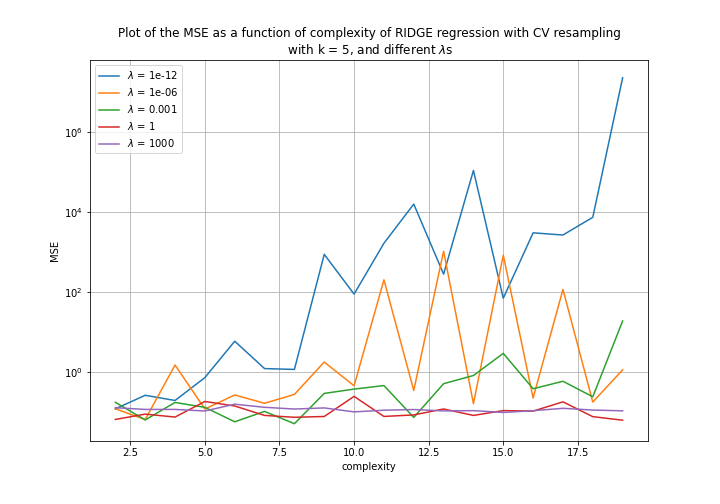 Plot of the MSE as a function of complexity of RIDGE regression with CV resampling
with k = 5, and different λs
λ = 1e-12
λ = 1e-06
λ = 0.001
λ = 1
λ = 1000
10⁶
10⁴
10²
10⁰
MSE
2.5 5.0 7.5 10.0 12.5 15.0 17.5
complexity